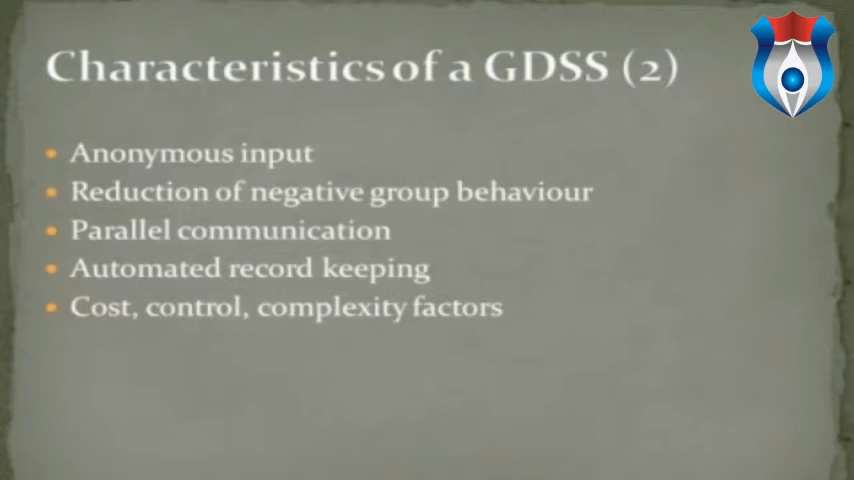 Characteristics of a GDSS (2)
• Anonymous input
• Reduction of negative group behaviour
• Parallel communication
• Automated record keeping
• Cost, control, complexity factors